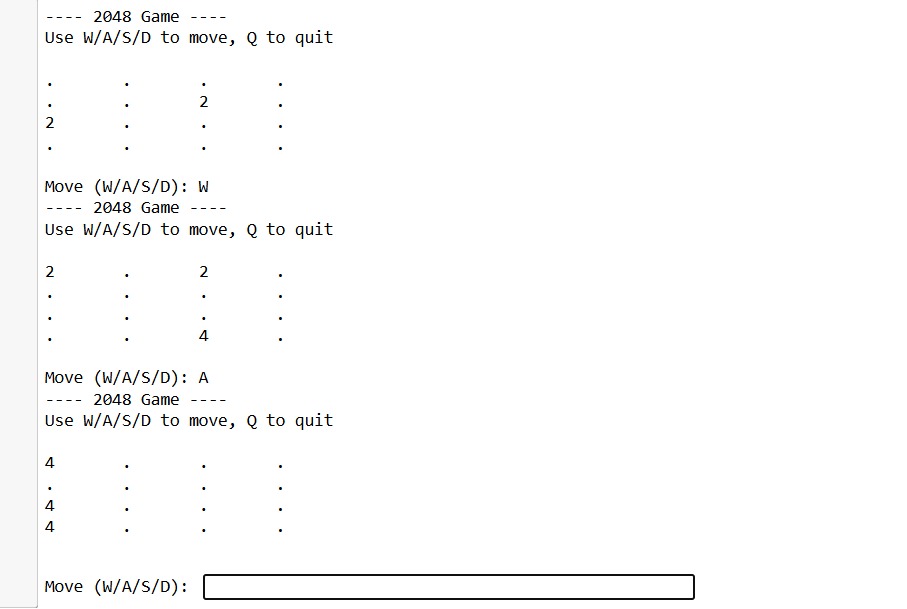 ---- 2048 Game ----
Use W/A/S/D to move, Q to quit
. . . .
. . 2 .
2 . . .
. . . .
Move (W/A/S/D): W
---- 2048 Game ----
Use W/A/S/D to move, Q to quit
2 . 2 .
. . . .
. . . .
. . 4 .
Move (W/A/S/D): A
---- 2048 Game ----
Use W/A/S/D to move, Q to quit
4 . . .
. . . .
4 . . .
4 . . .
Move (W/A/S/D):